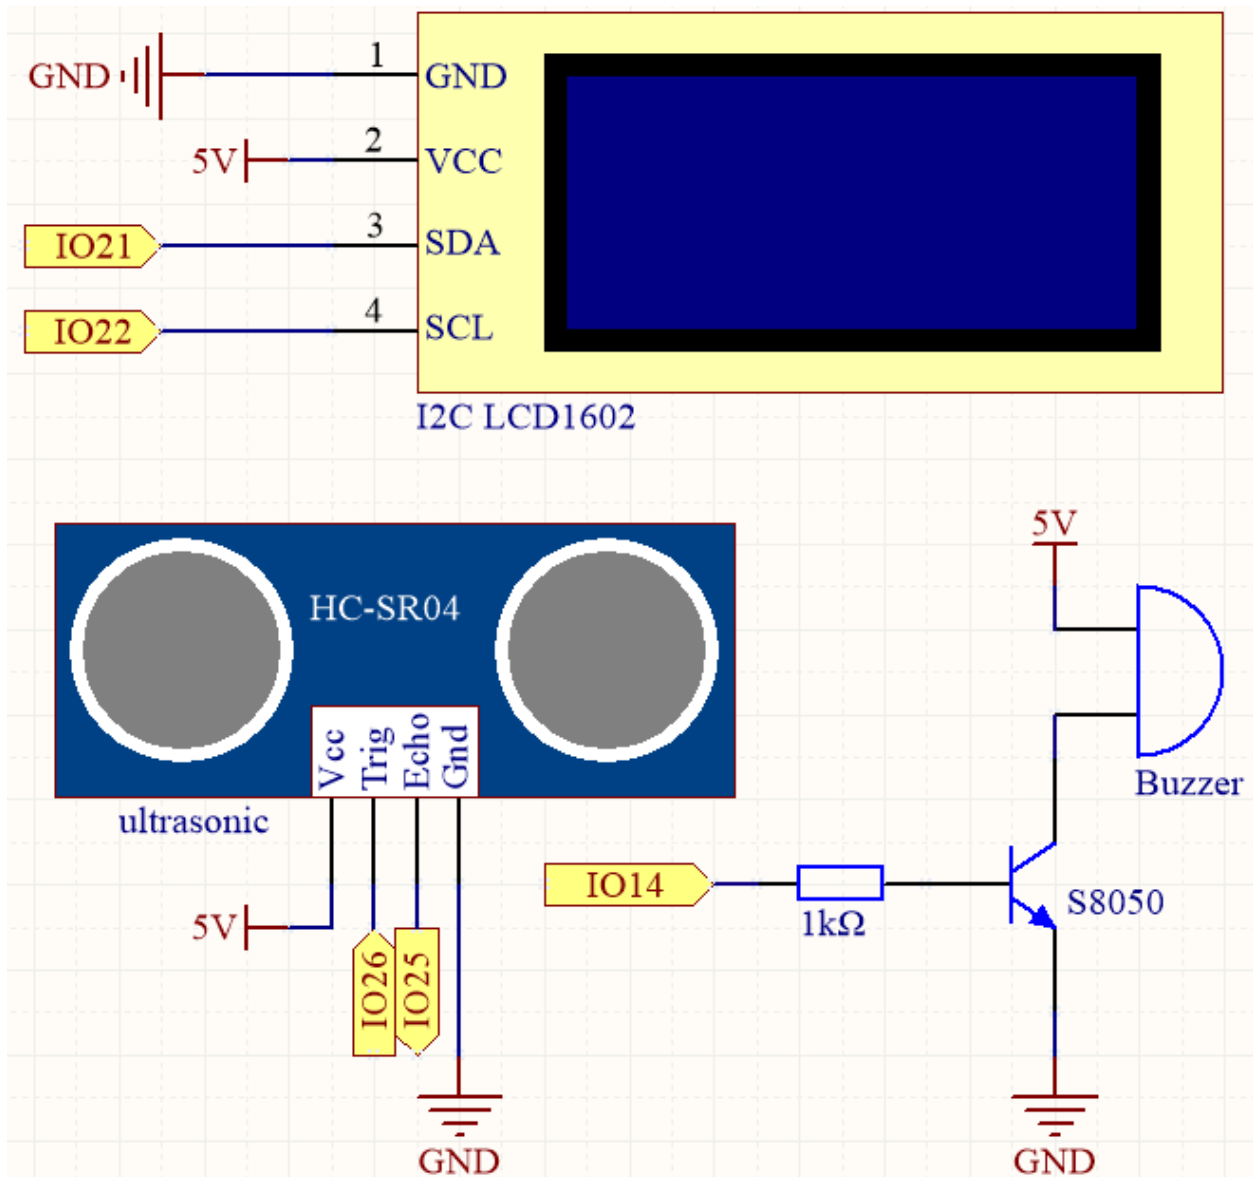 1
GND
GND
2
5V
VCC
3
IO21
SDA
4
IO22
SCL
I2C LCD1602
HC-SR04
Vcc
Trig
Echo
Gnd
ultrasonic
5V
IO26
IO25
GND
5V
Buzzer
IO14
1kΩ
S8050
GND